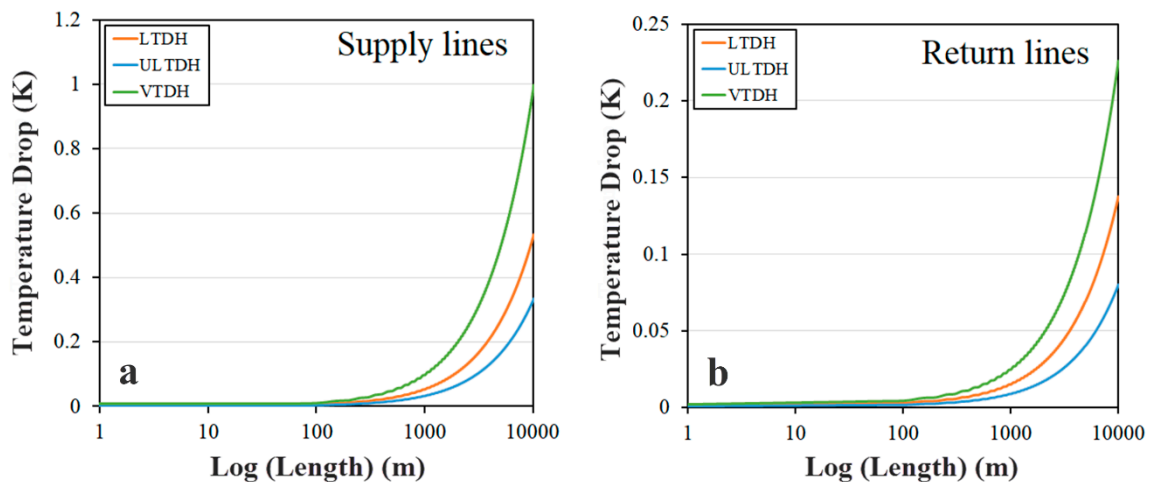 Supply lines
LTDH
ULTDH
VTDH
Temperature Drop (K)
1.2
1
0.8
0.6
0.4
0.2
0
a
1 10 100 1000 10000
Log (Length) (m)
Return lines
LTDH
ULTDH
VTDH
Temperature Drop (K)
0.25
0.2
0.15
0.1
0.05
0
b
1 10 100 1000 10000
Log (Length) (m)